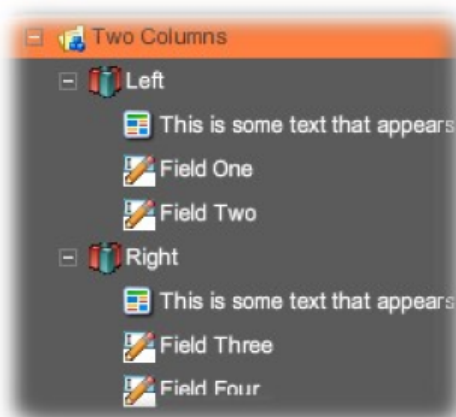 Two Columns
Left
This is some text that appears
Field One
Field Two
Right
This is some text that appears
Field Three
Field Four